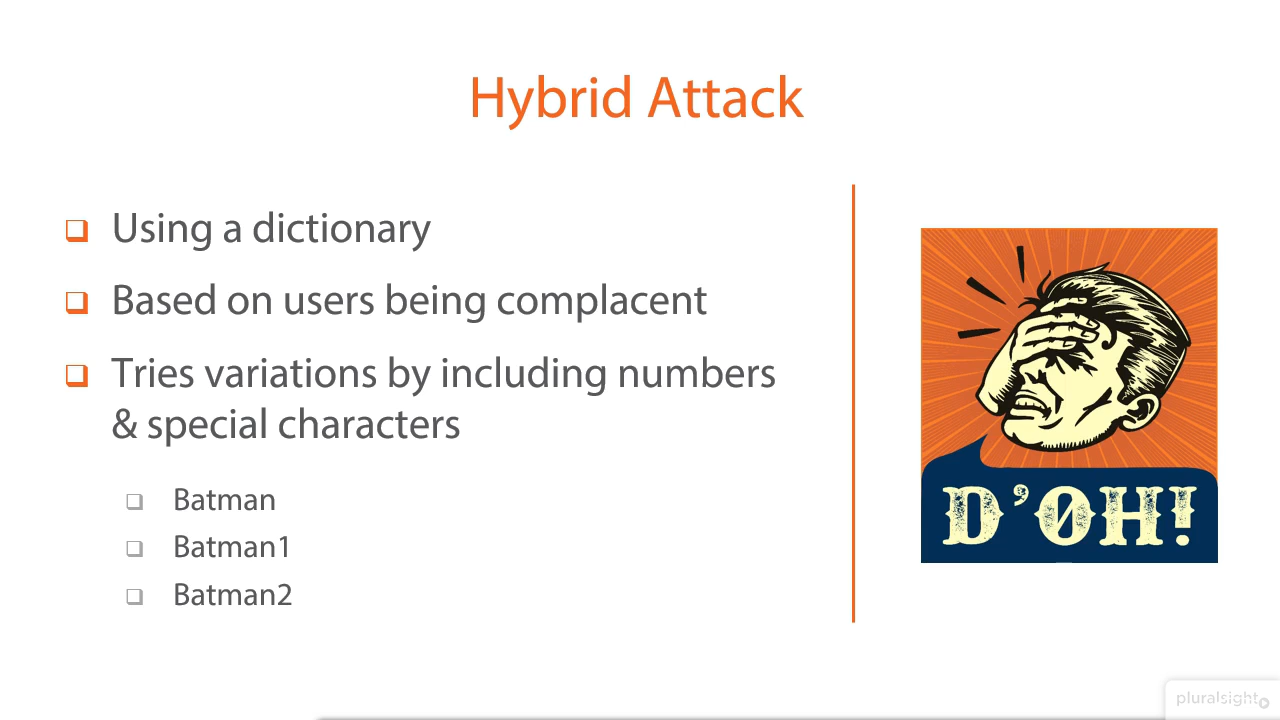 Hybrid Attack
Using a dictionary
Based on users being complacent
Tries variations by including numbers
& special characters
Batman
Batman1
Batman2
D'OH!
pluralsight